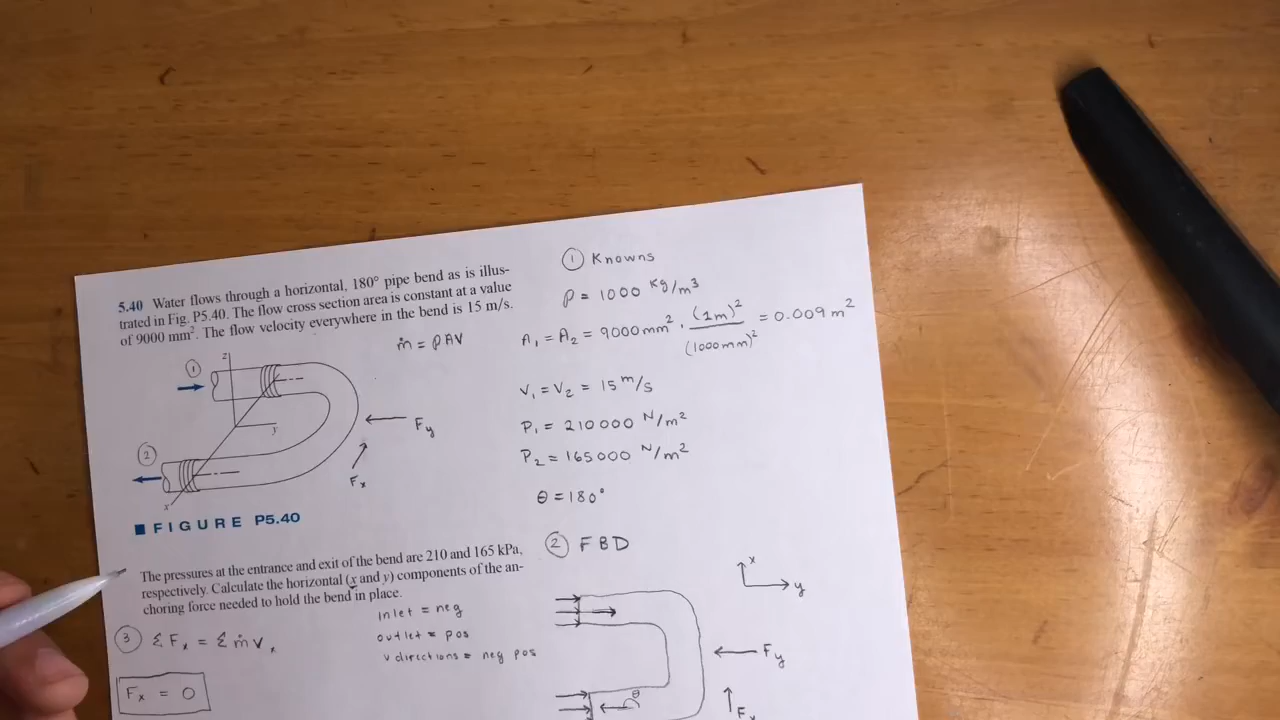 5.40 Water flows through a horizontal, 180° pipe bend as is illus-
trated in Fig. P5.40. The flow cross section area is constant at a value
of 9000 mm². The flow velocity everywhere in the bend is 15 m/s.
ṁ = ρAV
1
z
y
x
2
Fy
Fx
FIGURE P5.40
The pressures at the entrance and exit of the bend are 210 and 165 kPa,
respectively. Calculate the horizontal (x and y) components of the an-
choring force needed to hold the bend in place.
inlet = neg
outlet = pos
v directions = neg pos
3 ΣFx = Σ ṁ Vx
Fx = 0
1 Knowns
ρ = 1000 kg/m³
A₁ = A₂ = 9000 mm² · (1m)² / (1000mm)² = 0.009 m²
V₁ = V₂ = 15 m/s
P₁ = 210000 N/m²
P₂ = 165000 N/m²
θ = 180°
2 FBD
x
y
Fy
θ
Fx